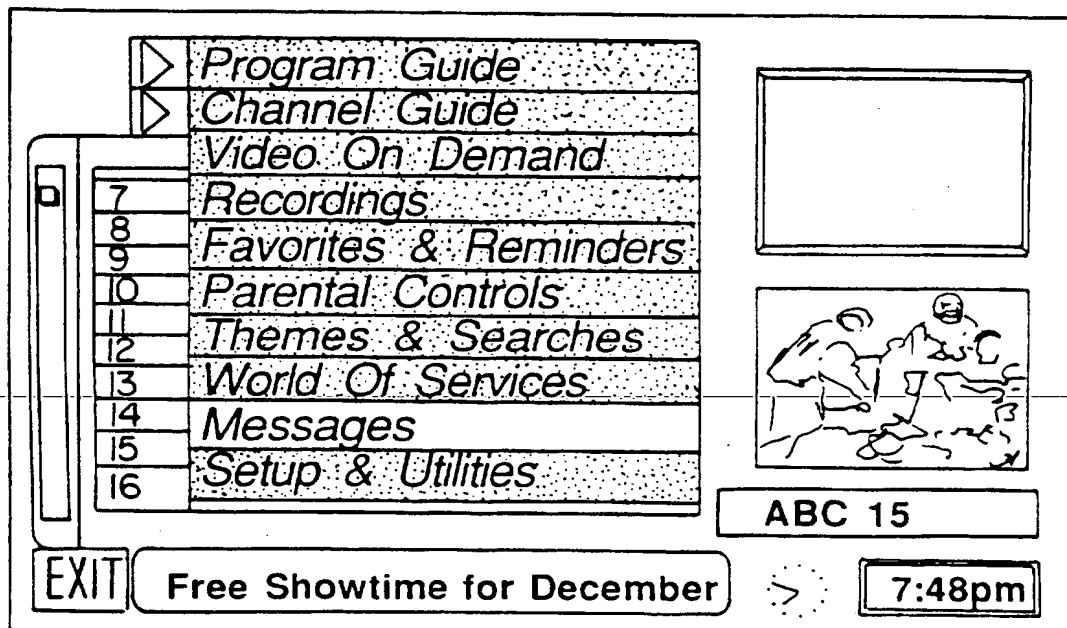 Program Guide
Channel Guide
Video On Demand
7 Recordings
8
Favorites & Reminders
9
10 Parental Controls
11
Themes & Searches
12
13 World Of Services
14
Messages
15
16 Setup & Utilities
ABC 15
EXIT Free Showtime for December 7:48pm